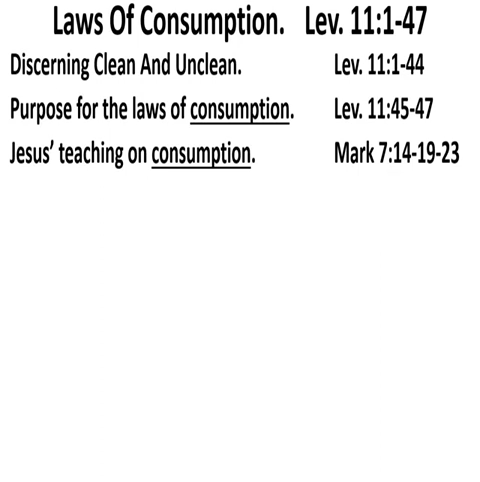 Laws Of Consumption. Lev. 11:1-47
Discerning Clean And Unclean. Lev. 11:1-44
Purpose for the laws of consumption. Lev. 11:45-47
Jesus’ teaching on consumption. Mark 7:14-19-23